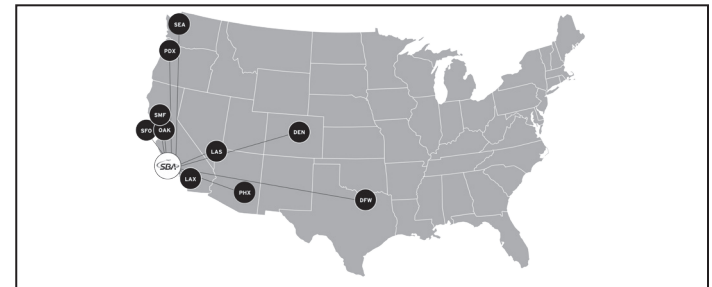 SEA
PDX
SMF
SFO
OAK
DEN
LAS
SBA
LAX
PHX
DFW